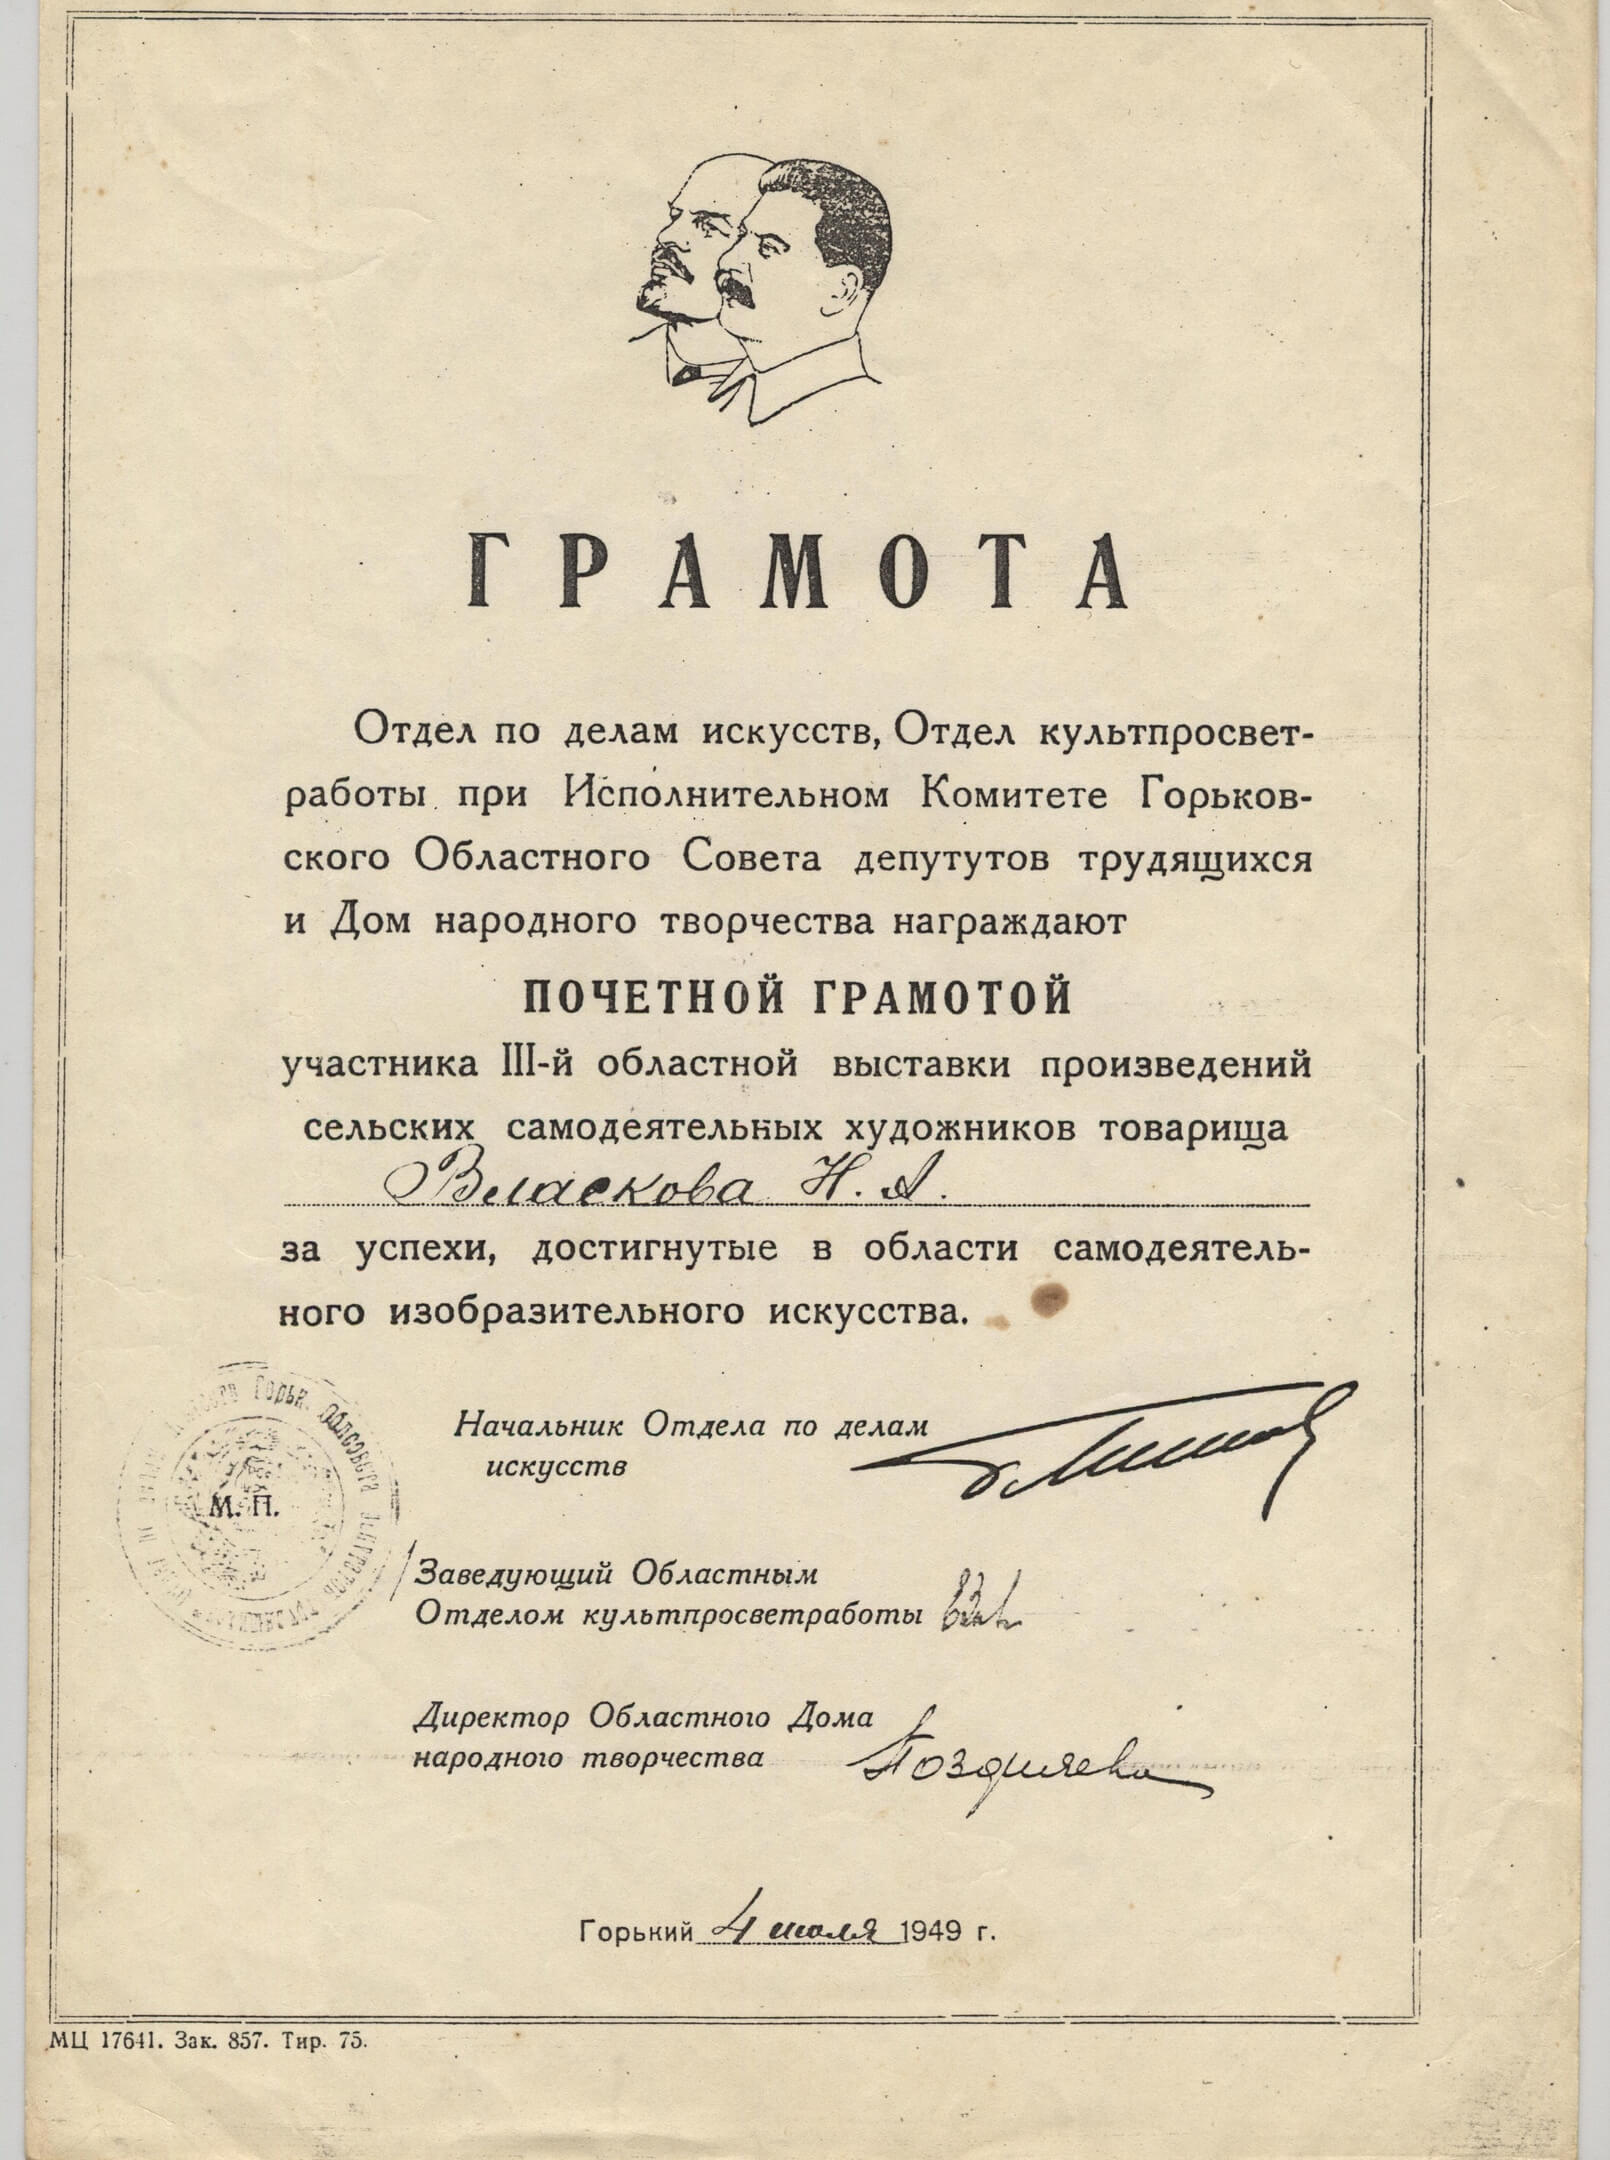 ГРАМОТА
Отдел по делам искусств, Отдел культпросвет-
работы при Исполнительном Комитете Горьков-
ского Областного Совета депутутов трудящихся
и Дом народного творчества награждают
ПОЧЕТНОЙ ГРАМОТОЙ
участника III-й областной выставки произведений
сельских самодеятельных художников товарища
Власкова Н. А.
за успехи, достигнутые в области самодеятель-
ного изобразительного искусства.
Начальник Отдела по делам
искусств
М. П.
Заведующий Областным
Отделом культпросветработы
Директор Областного Дома
народного творчества
Горький 4 июля 1949 г.
МЦ 17641. Зак. 857. Тир. 75.